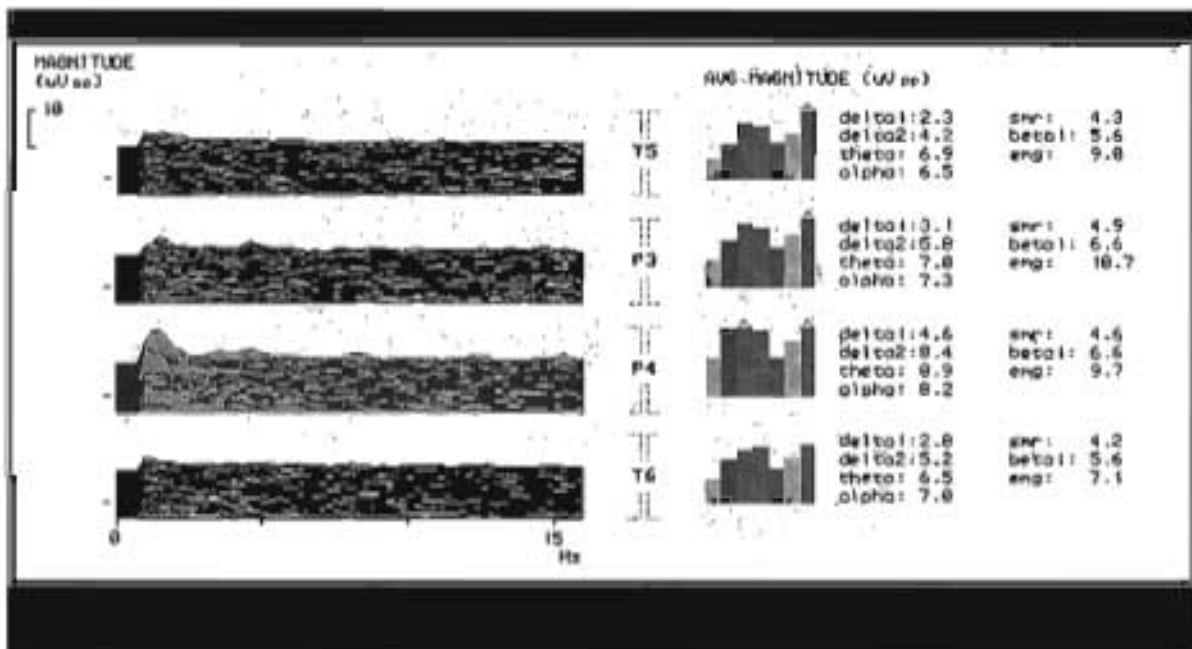 MAGNITUDE
(uV pp)
10
AVG. MAGNITUDE (uV pp)
T5
delta1: 2.3 smr: 4.3
delta2: 4.2 beta1: 5.6
theta: 6.9 emg: 9.0
alpha: 6.5
P3
delta1: 3.1 smr: 4.9
delta2: 5.8 beta1: 6.6
theta: 7.8 emg: 10.7
alpha: 7.3
P4
delta1: 4.6 smr: 4.6
delta2: 8.4 beta1: 6.6
theta: 8.9 emg: 9.7
alpha: 8.2
T6
delta1: 2.8 smr: 4.2
delta2: 5.2 beta1: 5.6
theta: 6.5 emg: 7.1
alpha: 7.0
0 15
Hz